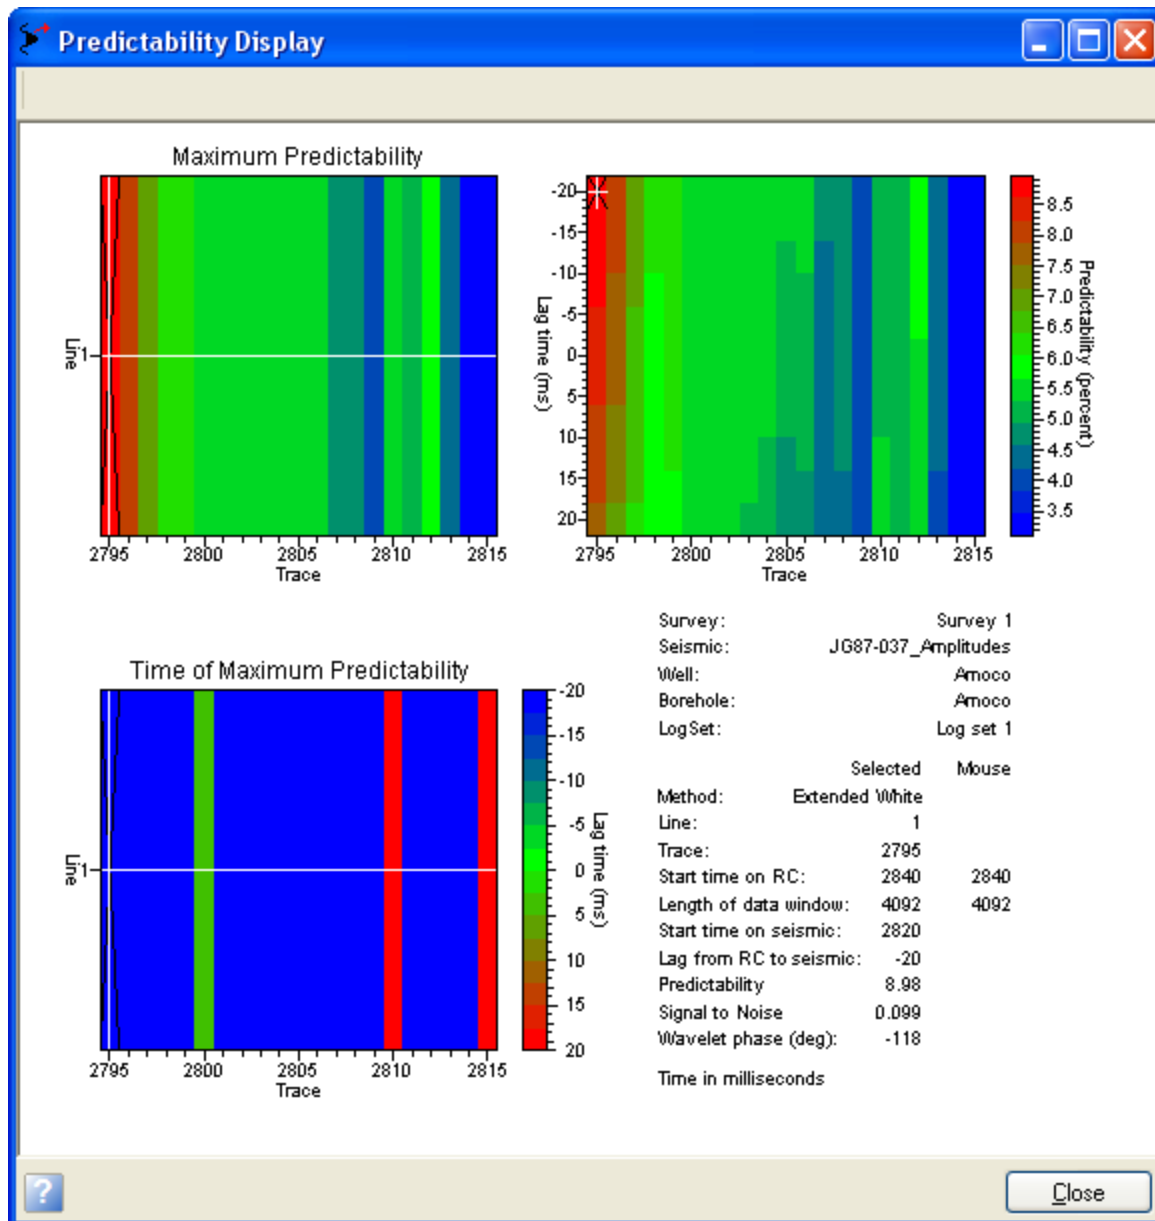 Predictability Display
Maximum Predictability
Line
1
2795 2800 2805 2810 2815
Trace
Lag time (ms)
-20
-15
-10
-5
0
5
10
15
20
2795 2800 2805 2810 2815
Trace
8.5
8.0
7.5
7.0
6.5
6.0
5.5
5.0
4.5
4.0
3.5
Predictability (percent)
Time of Maximum Predictability
Line
1
2795 2800 2805 2810 2815
Trace
-20
-15
-10
-5
0
5
10
15
20
Lag time (ms)
Survey: Survey 1
Seismic: JG87-037_Amplitudes
Well: Amoco
Borehole: Amoco
LogSet: Log set 1
Selected Mouse
Method: Extended White
Line: 1
Trace: 2795
Start time on RC: 2840 2840
Length of data window: 4092 4092
Start time on seismic: 2820
Lag from RC to seismic: -20
Predictability 8.98
Signal to Noise 0.099
Wavelet phase (deg): -118
Time in milliseconds
?
Close